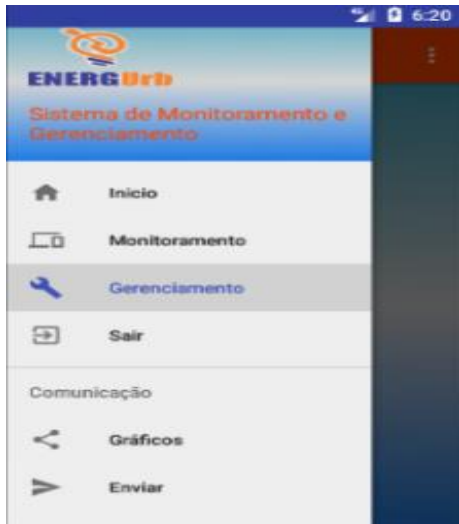 6:20
ENERGUrb
Sistema de Monitoramento e
Gerenciamento
Inicio
Monitoramento
Gerenciamento
Sair
Comunicação
Gráficos
Enviar